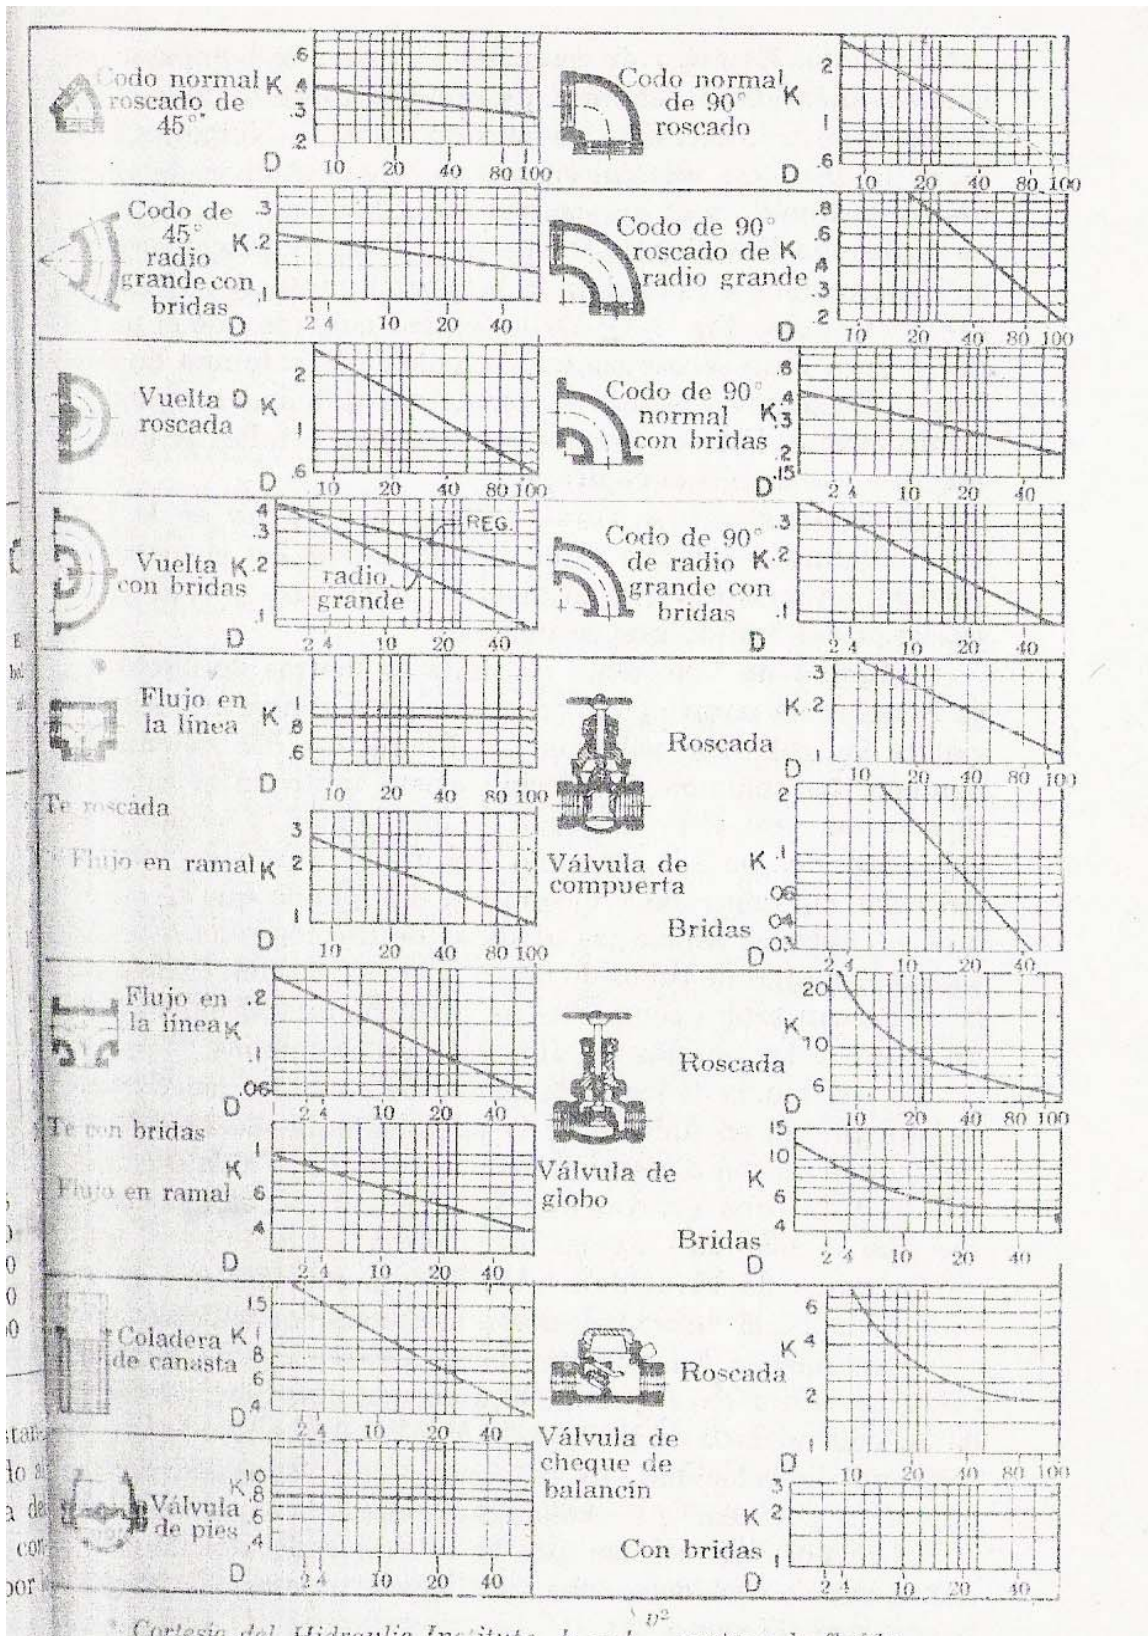 Codo normal K
roscado de
45°
.6
.4
.3
.2
D 10 20 40 80 100
Codo normal
de 90° K
roscado
2
1
.6
D 10 20 40 80 100
Codo de
45° K
radio
grande con
bridas
.3
.2
.1
D 2 4 10 20 40
Codo de 90°
roscado de K
radio grande
.8
.6
.4
.3
.2
D 10 20 40 80 100
Vuelta D K
roscada
2
1
.6
D 10 20 40 80 100
Codo de 90°
normal K
con bridas
.6
.4
.3
.2
.15
D 2 4 10 20 40
Vuelta K
con bridas
.4
.3
.2
.1
REG.
radio
grande
D 2 4 10 20 40
Codo de 90°
de radio K
grande con
bridas
.3
.2
.1
D 2 4 10 20 40
Flujo en
la línea K
1
.8
.6
D 10 20 40 80 100
Te roscada
Flujo en ramal K
3
2
1
D 10 20 40 80 100
Roscada
K
.3
.2
.1
D 10 20 40 80 100
Válvula de
compuerta
K
2
.1
06
04
03
Bridas
D 2 4 10 20 40
Flujo en
la línea K
.2
.1
.06
D 2 4 10 20 40
Te con bridas
Flujo en ramal
K
1
6
4
D 2 4 10 20 40
Roscada
K
20
10
6
D 10 20 40 80 100
Válvula de
globo
K
15
10
6
4
Bridas
D 2 4 10 20 40
Coladera K
de canasta
1.5
1
8
6
.4
D 2 4 10 20 40
Roscada
K
6
4
2
1
D 10 20 40 80 100
Válvula de
cheque de
balancín
Válvula K
de pies
10
.8
.6
.4
D 2 4 10 20 40
Con bridas
K
3
2
1
D 2 4 10 20 40
v²
Cortesía del Hidraulic Institute